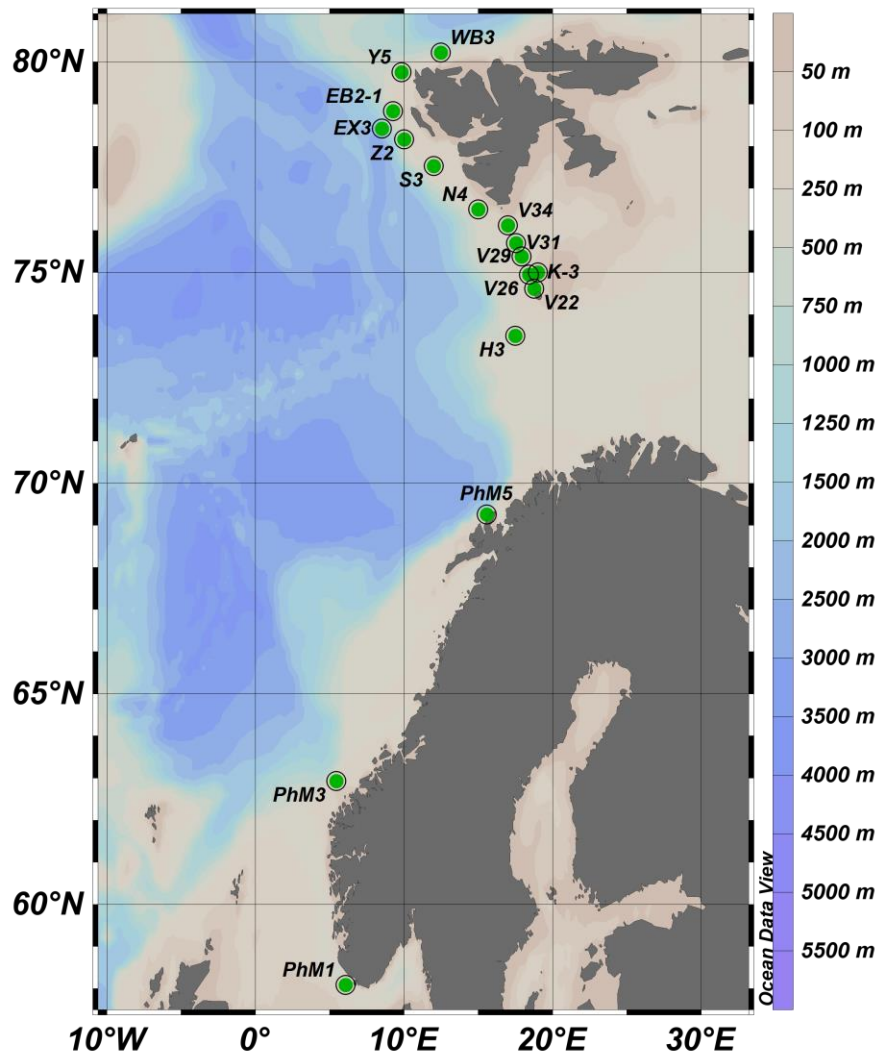 80°N
75°N
70°N
65°N
60°N
10°W
0°
10°E
20°E
30°E
WB3
Y5
EB2-1
EX3
Z2
S3
N4
V34
V31
V29
K-3
V26
V22
H3
PhM5
PhM3
PhM1
50 m
100 m
250 m
500 m
750 m
1000 m
1250 m
1500 m
2000 m
2500 m
3000 m
3500 m
4000 m
4500 m
5000 m
5500 m
Ocean Data View